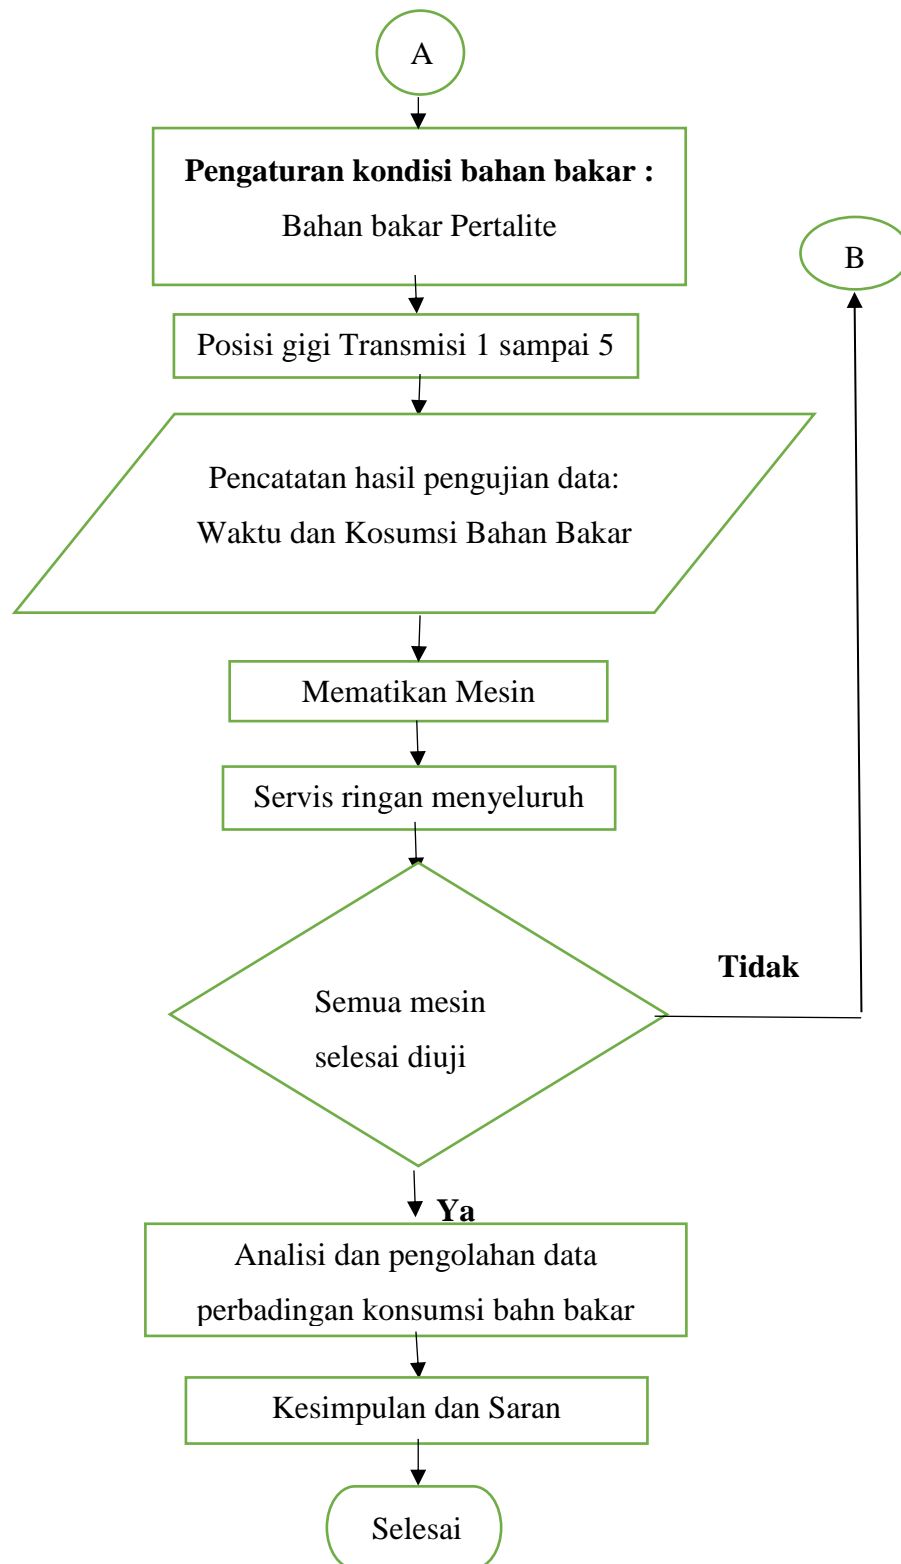 A
Pengaturan kondisi bahan bakar :
Bahan bakar Pertalite
B
Posisi gigi Transmisi 1 sampai 5
Pencatatan hasil pengujian data:
Waktu dan Kosumsi Bahan Bakar
Mematikan Mesin
Servis ringan menyeluruh
Tidak
Semua mesin
selesai diuji
Ya
Analisi dan pengolahan data
perbadingan konsumsi bahn bakar
Kesimpulan dan Saran
Selesai